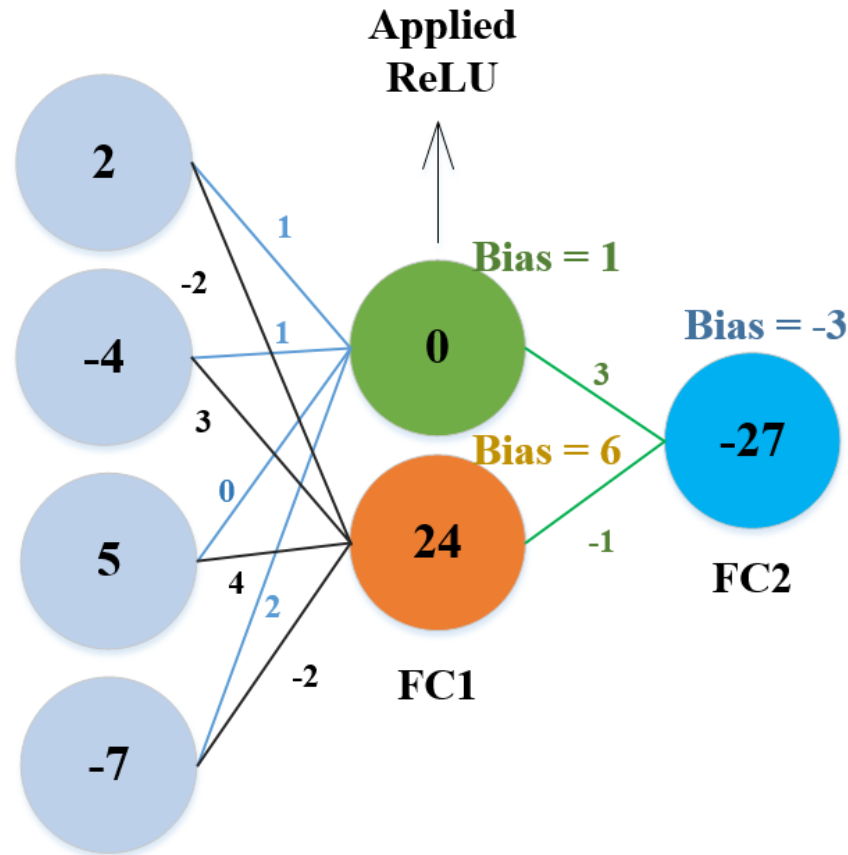 Applied
ReLU
2
1
Bias = 1
-2
-4
1
0
Bias = -3
3
3
-27
Bias = 6
0
5
4
24
-1
FC2
2
-2
FC1
-7